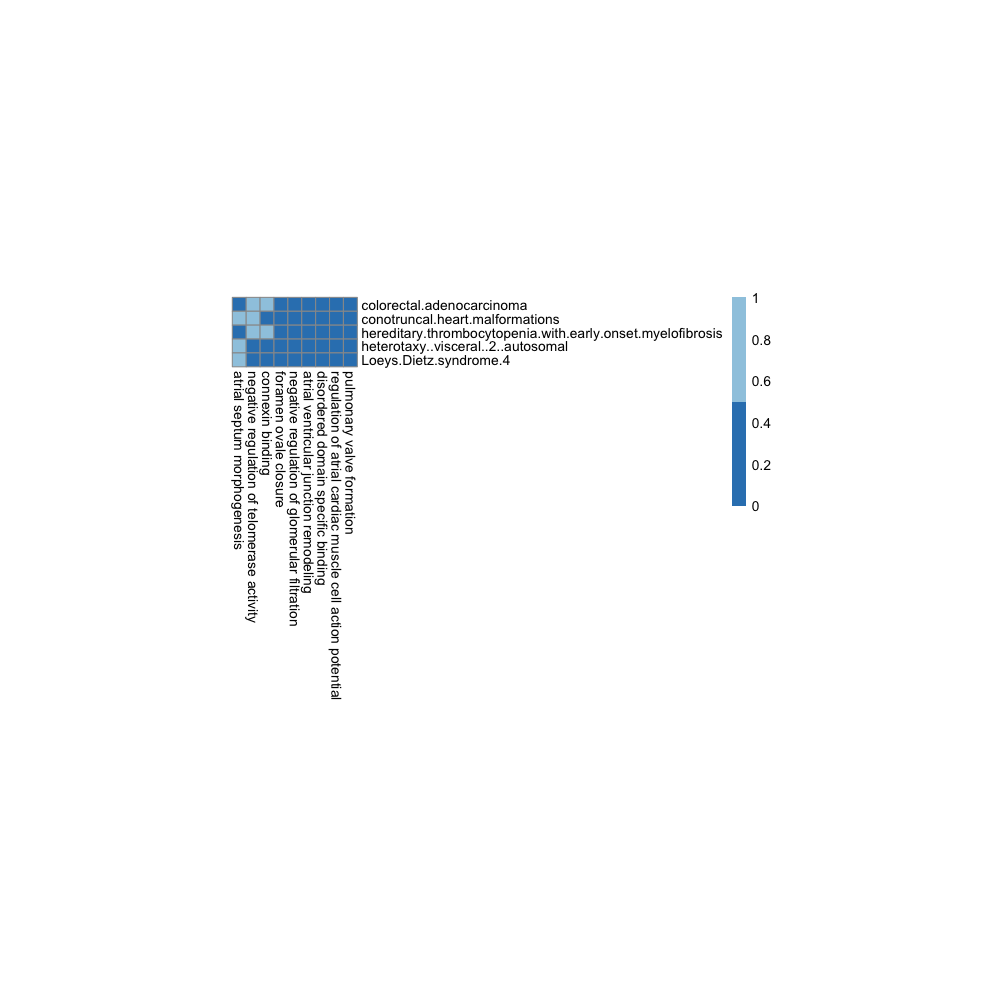 colorectal.adenocarcinoma
conotruncal.heart.malformations
hereditary.thrombocytopenia.with.early.onset.myelofibrosis
heterotaxy..visceral..2..autosomal
Loeys.Dietz.syndrome.4
atrial septum morphogenesis
negative regulation of telomerase activity
connexin binding
foramen ovale closure
negative regulation of glomerular filtration
atrial ventricular junction remodeling
disordered domain specific binding
regulation of atrial cardiac muscle cell action potential
pulmonary valve formation
1
0.8
0.6
0.4
0.2
0